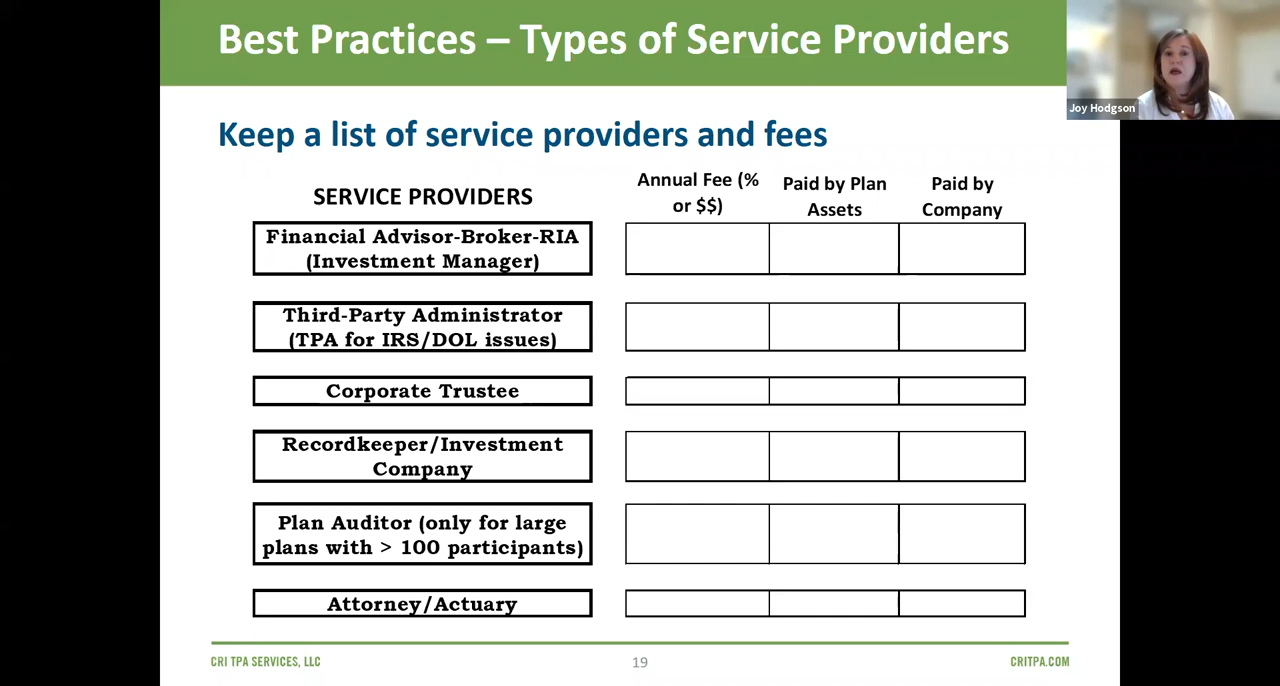 Best Practices – Types of Service Providers
Joy Hodgson
Keep a list of service providers and fees
SERVICE PROVIDERS
Annual Fee (%
or $$)
Paid by Plan
Assets
Paid by
Company
Financial Advisor-Broker-RIA
(Investment Manager)
Third-Party Administrator
(TPA for IRS/DOL issues)
Corporate Trustee
Recordkeeper/Investment
Company
Plan Auditor (only for large
plans with > 100 participants)
Attorney/Actuary
CRI TPA SERVICES, LLC
19
CRITPA.COM